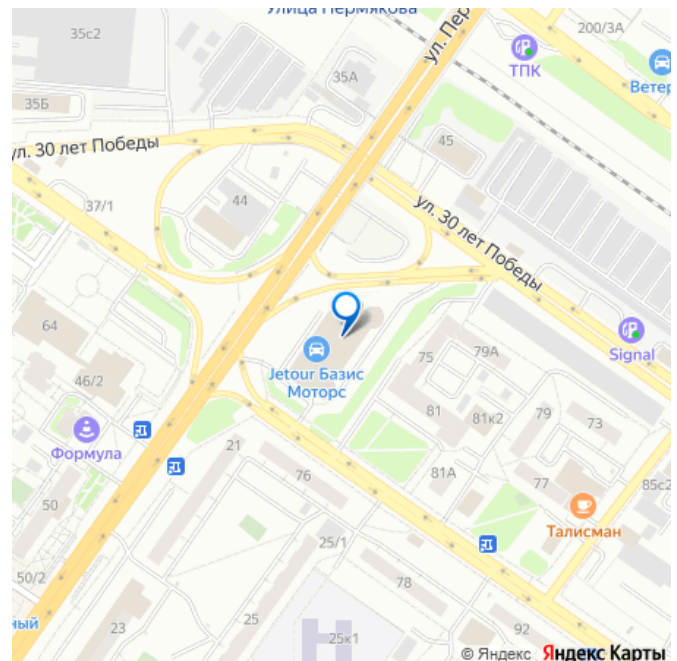 Улица Пермякова
35с2
200/3А
ТПК
Ветер
35А
35Б
45
ул. 30 лет Победы
ул. Пер
37/1
44
ул. 30 лет Победы
64
Signal
75
79А
Jetour Базис
Моторс
46/2
Формула
81
81к2
79
73
21
76
81А
77
85с2
50
Талисман
25/1
50/2
78
ный
23
25
25к1
92
© Яндекс Яндекс Карты